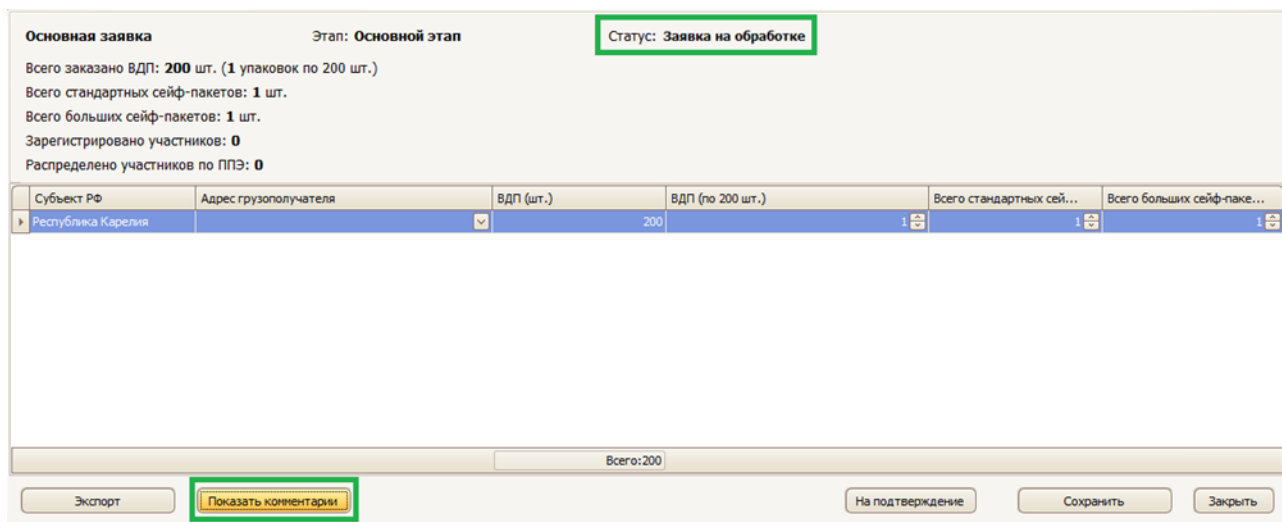 Основная заявка Этап: Основной этап Статус: Заявка на обработке
Всего заказано ВДП: 200 шт. (1 упаковок по 200 шт.)
Всего стандартных сейф-пакетов: 1 шт.
Всего больших сейф-пакетов: 1 шт.
Зарегистрировано участников: 0
Распределено участников по ППЭ: 0
Субъект РФ Адрес грузополучателя ВДП (шт.) ВДП (по 200 шт.) Всего стандартных сей... Всего больших сейф-паке...
Республика Карелия 200 1 1 1
Всего:200
Экспорт Показать комментарии На подтверждение Сохранить Закрыть